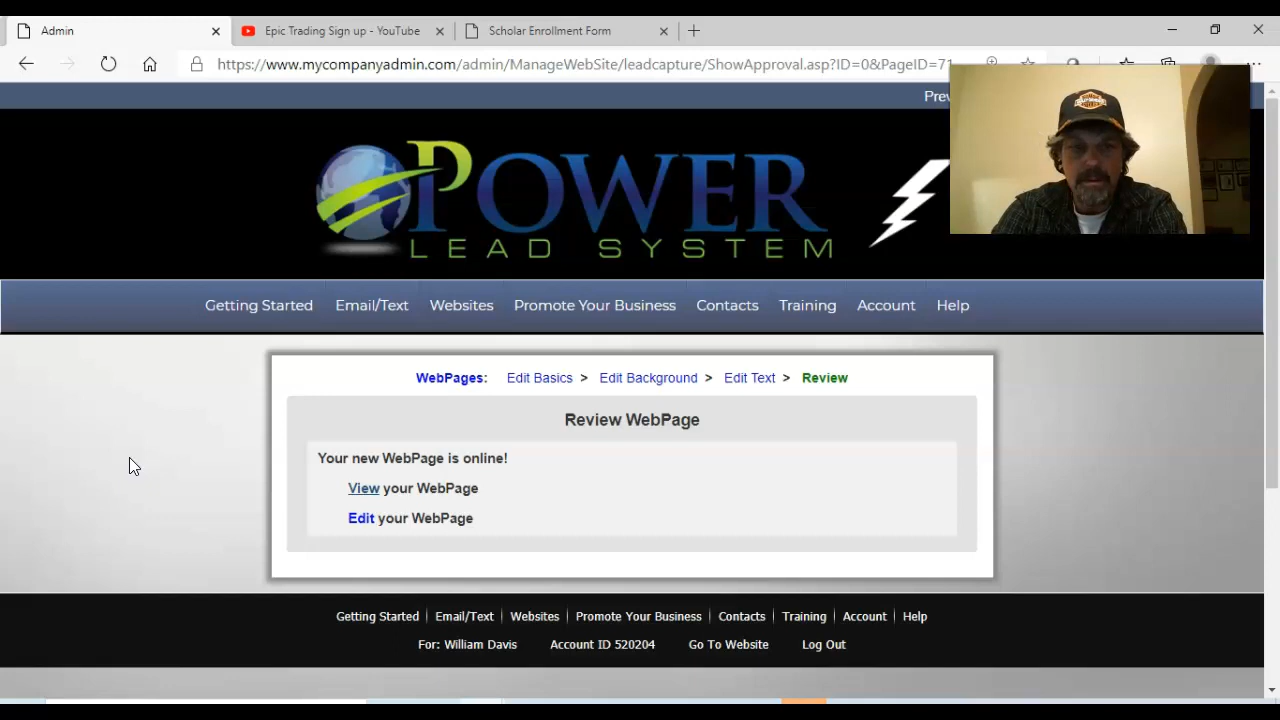 Admin
Epic Trading Sign up - YouTube
Scholar Enrollment Form
https://www.mycompanyadmin.com/admin/ManageWebSite/leadcapture/ShowApproval.asp?ID=0&PageID=71
Prev
POWER
LEAD SYSTEM
Getting Started Email/Text Websites Promote Your Business Contacts Training Account Help
WebPages: Edit Basics > Edit Background > Edit Text > Review
Review WebPage
Your new WebPage is online!
View your WebPage
Edit your WebPage
Getting Started Email/Text Websites Promote Your Business Contacts Training Account Help
For: William Davis Account ID 520204 Go To Website Log Out